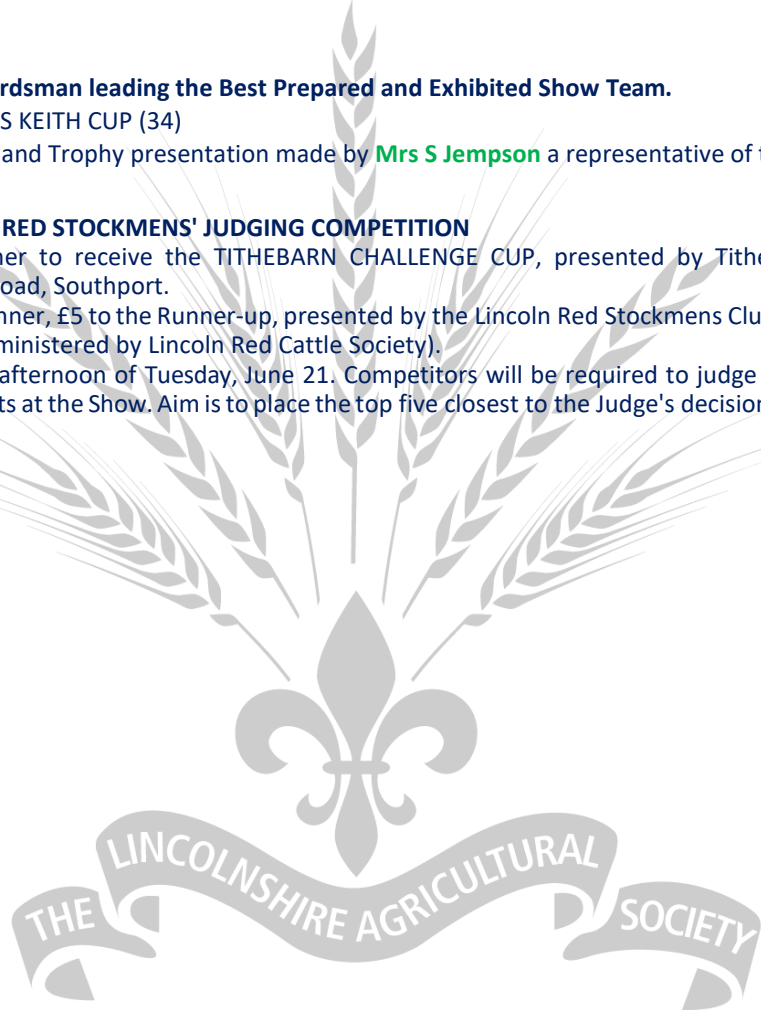 rdsman leading the Best Prepared and Exhibited Show Team.
S KEITH CUP (34)
and Trophy presentation made by Mrs S Jempson a representative of t
RED STOCKMENS' JUDGING COMPETITION
ner to receive the TITHEBARN CHALLENGE CUP, presented by Tithe
oad, Southport.
nner, £5 to the Runner-up, presented by the Lincoln Red Stockmens Clu
ministered by Lincoln Red Cattle Society).
afternoon of Tuesday, June 21. Competitors will be required to judge
ts at the Show. Aim is to place the top five closest to the Judge's decision
THE LINCOLNSHIRE AGRICULTURAL SOCIETY